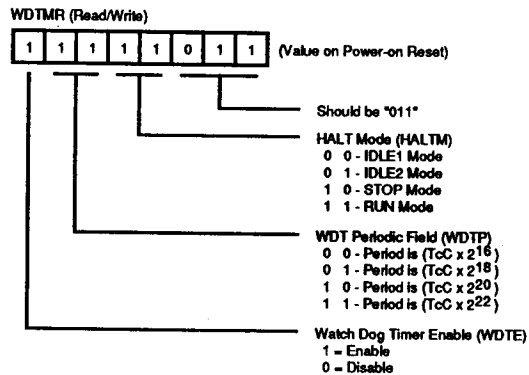 WDTMR (Read/Write)
1 1 1 1 1 0 1 1 (Value on Power-on Reset)
Should be "011"
HALT Mode (HALTM)
0 0 - IDLE1 Mode
0 1 - IDLE2 Mode
1 0 - STOP Mode
1 1 - RUN Mode
WDT Periodic Field (WDTP)
0 0 - Period is (TcC x 2^16)
0 1 - Period is (TcC x 2^18)
1 0 - Period is (TcC x 2^20)
1 1 - Period is (TcC x 2^22)
Watch Dog Timer Enable (WDTE)
1 = Enable
0 = Disable